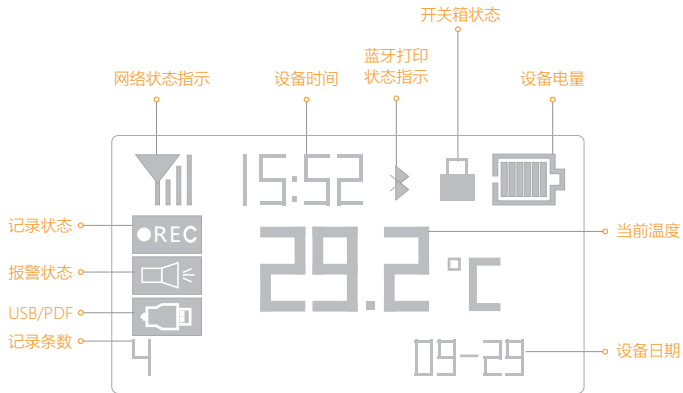 开关箱状态
蓝牙打印
状态指示
网络状态指示
设备时间
设备电量
15:52
记录状态
REC
29.2°C
当前温度
报警状态
USB/PDF
记录条数
4
09-29
设备日期